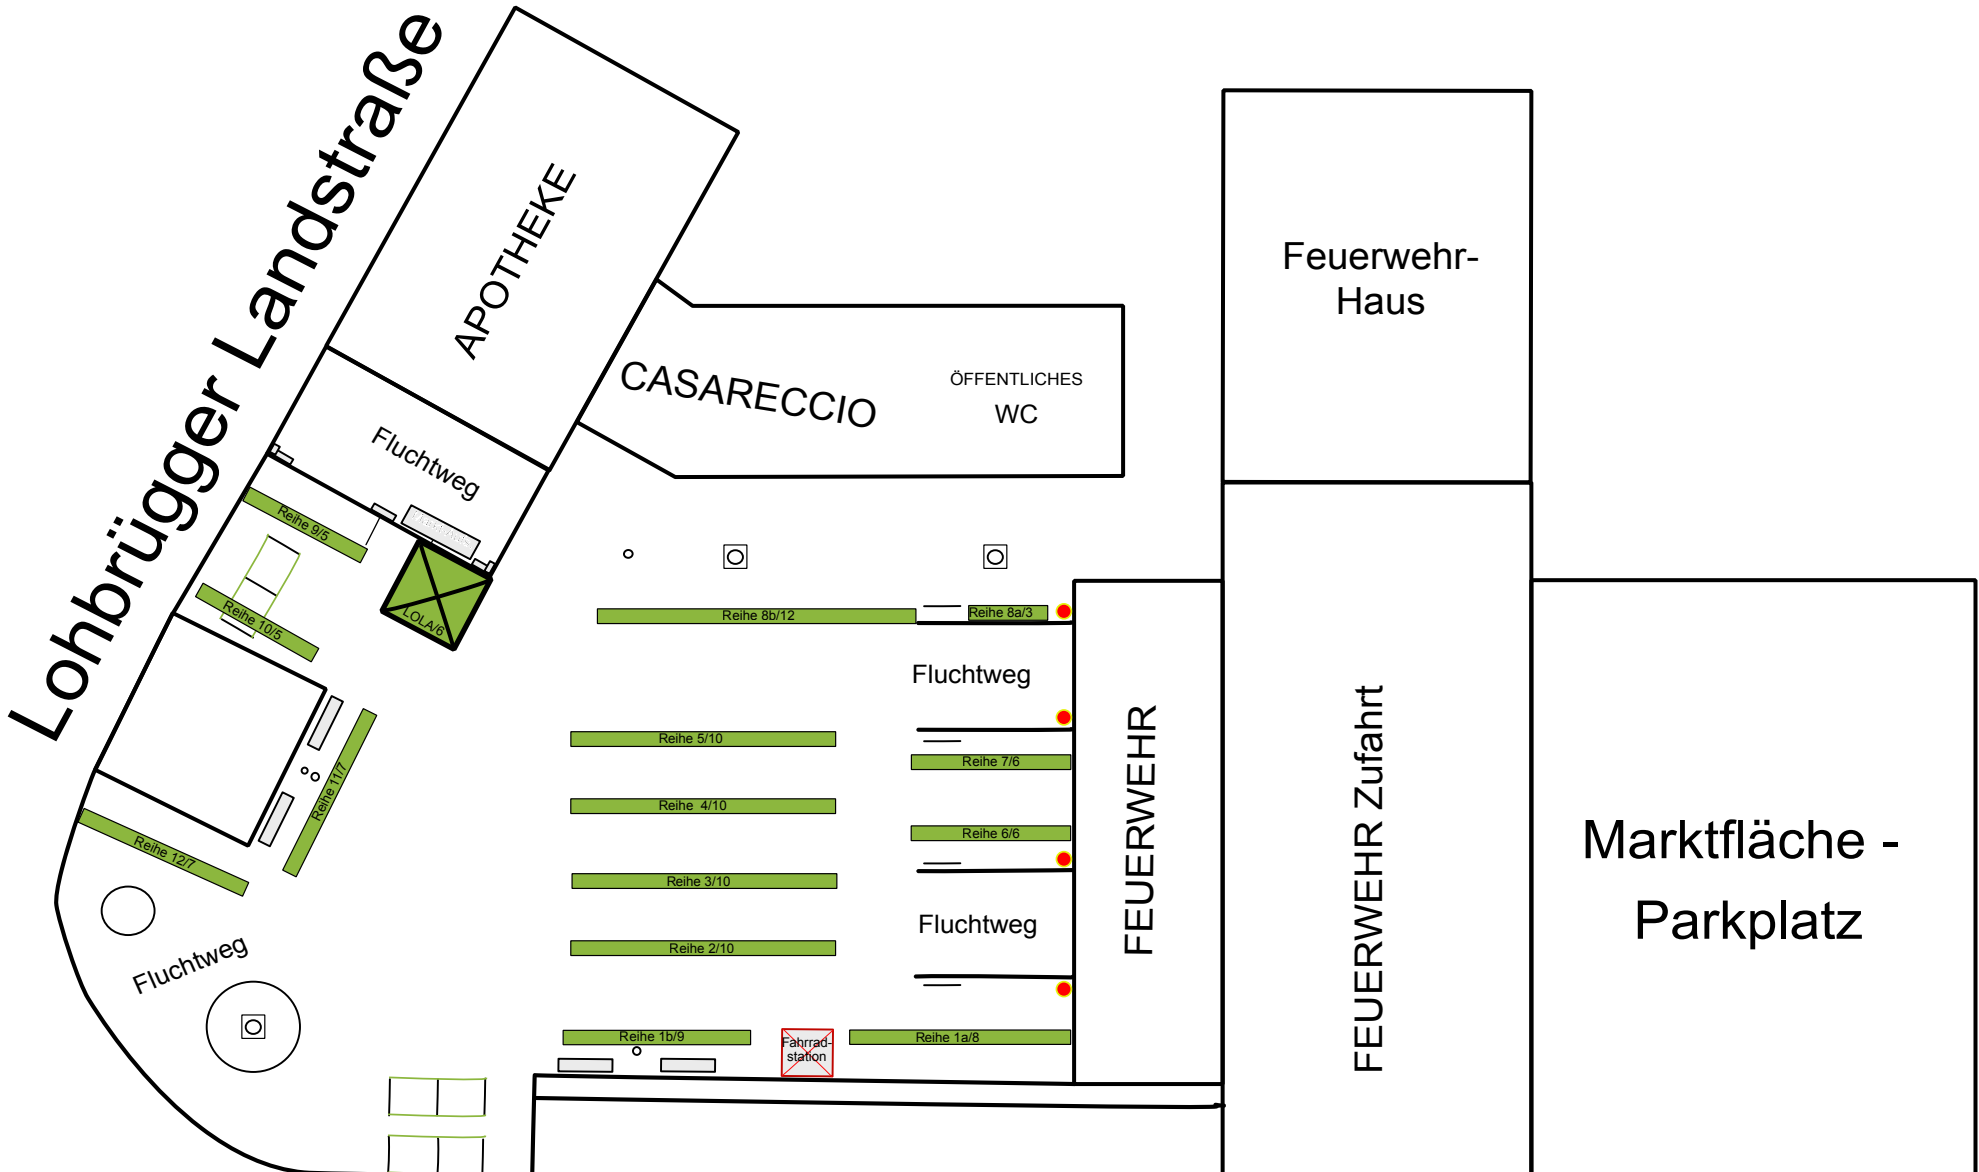 Lohbrügger Landstraße
APOTHEKE
Feuerwehr-
Haus
CASARECCIO
ÖFFENTLICHES
WC
Fluchtweg
Reihe 9/5
Reihe 10/5
LOLA/6
Reihe 8b/12
Reihe 8a/3
Fluchtweg
Reihe 5/10
Reihe 7/6
Reihe 4/10
Reihe 6/6
Reihe 11/7
Reihe 12/7
Reihe 3/10
Fluchtweg
Reihe 2/10
Fluchtweg
Reihe 1b/9
Fahrrad-
station
Reihe 1a/8
FEUERWEHR
FEUERWEHR Zufahrt
Marktfläche -
Parkplatz